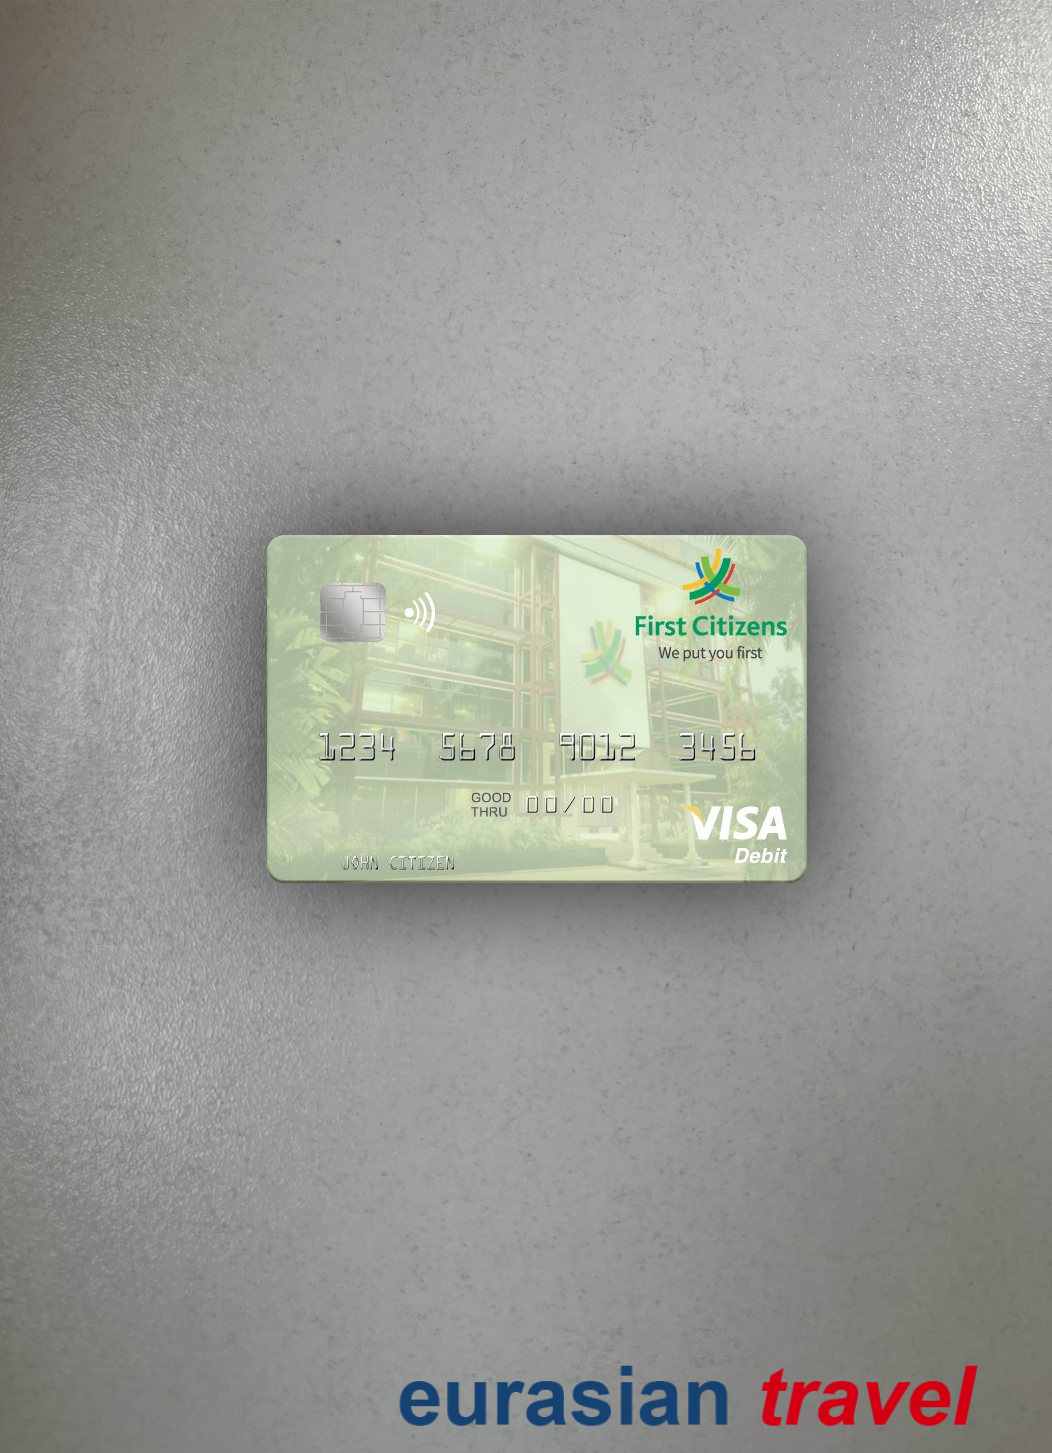 First Citizens
We put you first
1234 5678 9012 3456
GOOD THRU 00/00
VISA
Debit
JOHN CITIZEN
eurasian travel